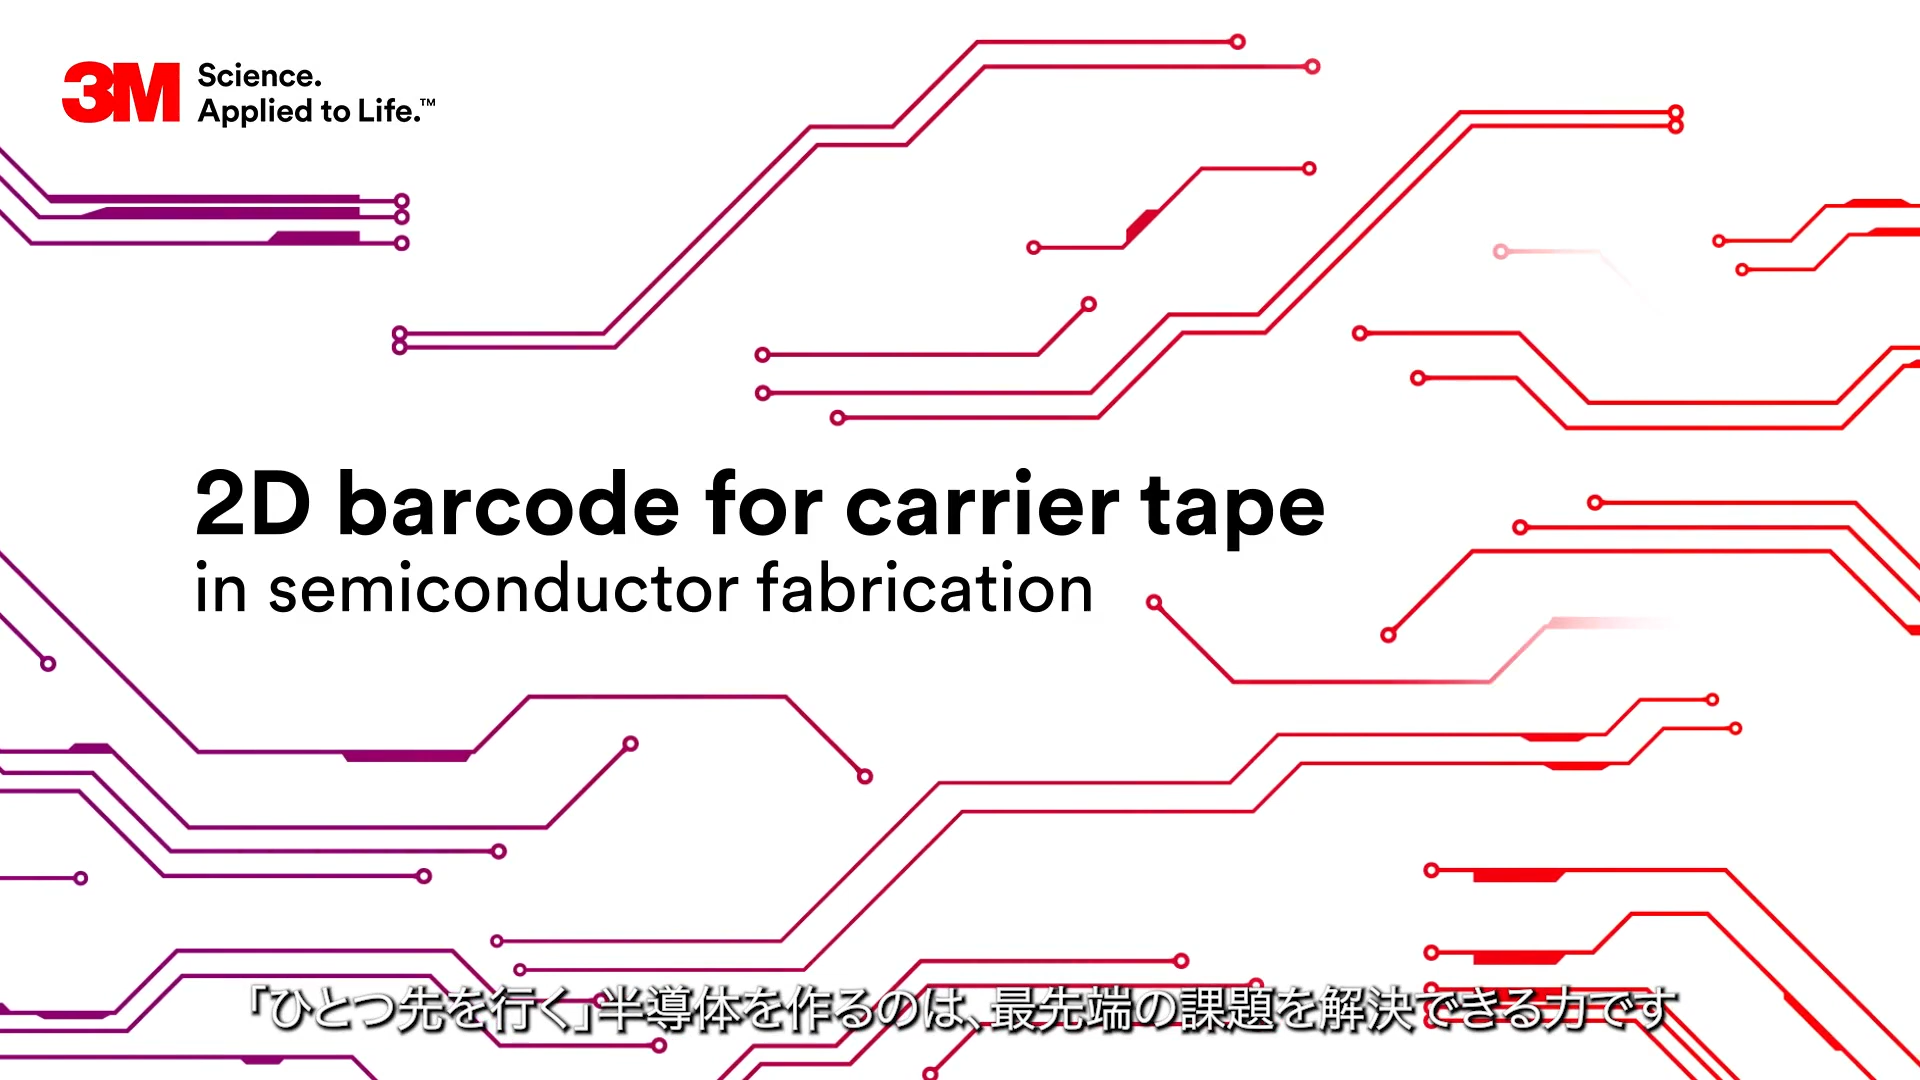 3M Science.
Applied to Life.™
2D barcode for carrier tape
in semiconductor fabrication
「ひとつ先を行く」半導体を作るのは、最先端の課題を解決できる力です